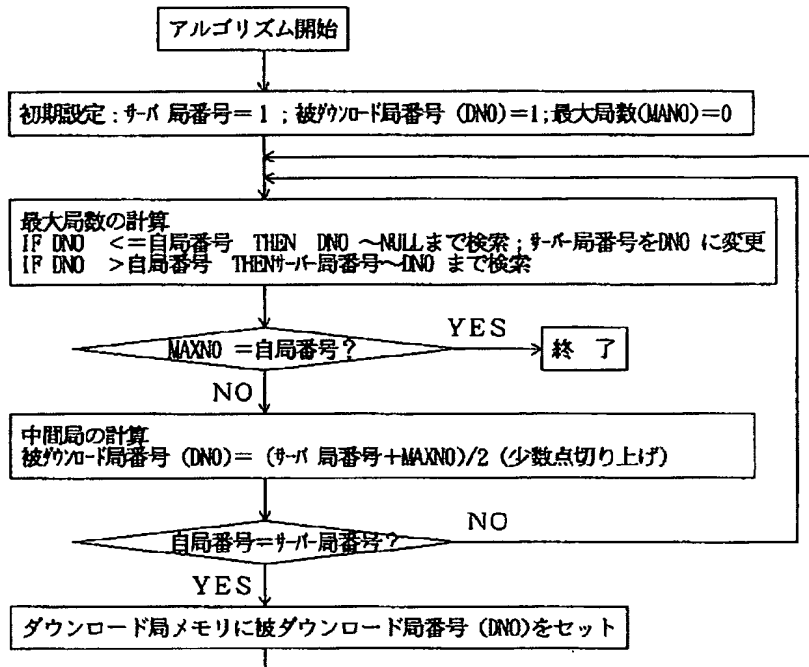 アルゴリズム開始
初期設定：サーバ 局番号＝１；被ダウンロード局番号 (DNO)=1;最大局数(MANO)=0
最大局数の計算
IF DNO <=自局番号 THEN DNO ～NULLまで検索；サーバー局番号をDNO に変更
IF DNO ＞自局番号 THENサーバー局番号～DNO まで検索
MAXNO ＝自局番号？
YES
終 了
NO
中間局の計算
被ダウンロード局番号 (DNO)= (サーバ 局番号＋MAXNO)/2 (少数点切り上げ)
自局番号＝サーバー局番号？
NO
YES
ダウンロード局メモリに被ダウンロード局番号 (DNO)をセット